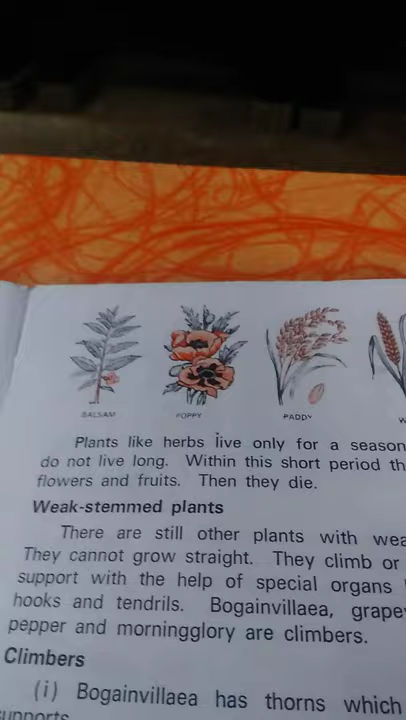 BALSAM POPPY PADDY W
Plants like herbs live only for a season
do not live long. Within this short period th
flowers and fruits. Then they die.
Weak-stemmed plants
There are still other plants with wea
They cannot grow straight. They climb or
support with the help of special organs
hooks and tendrils. Bogainvillaea, grape
pepper and morningglory are climbers.
Climbers
(i) Bogainvillaea has thorns which
supports